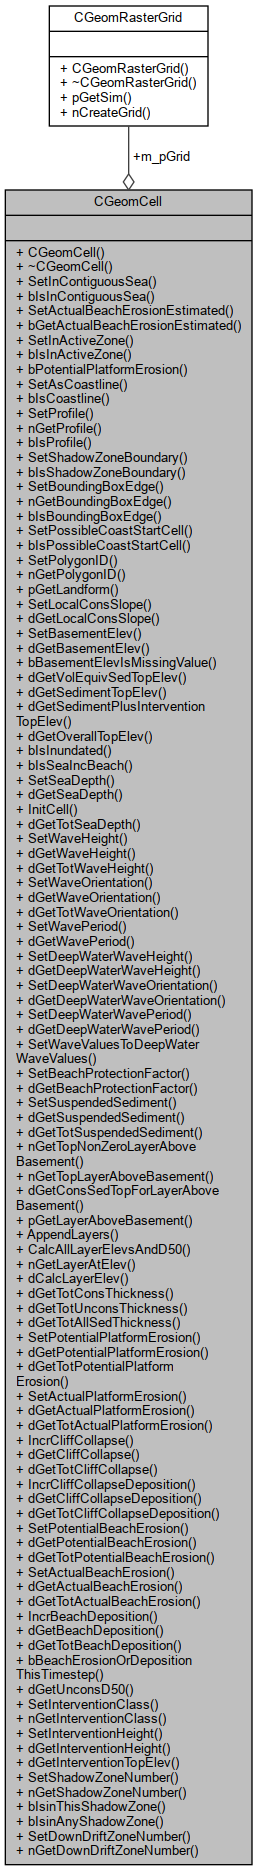 CGeomRasterGrid
+ CGeomRasterGrid()
+ ~CGeomRasterGrid()
+ pGetSim()
+ nCreateGrid()
+m_pGrid
CGeomCell
+ CGeomCell()
+ ~CGeomCell()
+ SetInContiguousSea()
+ bIsInContiguousSea()
+ SetActualBeachErosionEstimated()
+ bGetActualBeachErosionEstimated()
+ SetInActiveZone()
+ bIsInActiveZone()
+ bPotentialPlatformErosion()
+ SetAsCoastline()
+ bIsCoastline()
+ SetProfile()
+ nGetProfile()
+ bIsProfile()
+ SetShadowZoneBoundary()
+ bIsShadowZoneBoundary()
+ SetBoundingBoxEdge()
+ nGetBoundingBoxEdge()
+ bIsBoundingBoxEdge()
+ SetPossibleCoastStartCell()
+ bIsPossibleCoastStartCell()
+ SetPolygonID()
+ nGetPolygonID()
+ pGetLandform()
+ SetLocalConsSlope()
+ dGetLocalConsSlope()
+ SetBasementElev()
+ dGetBasementElev()
+ bBasementElevIsMissingValue()
+ dGetVolEquivSedTopElev()
+ dGetSedimentTopElev()
+ dGetSedimentPlusIntervention
TopElev()
+ dGetOverallTopElev()
+ bIsInundated()
+ bIsSeaIncBeach()
+ SetSeaDepth()
+ dGetSeaDepth()
+ InitCell()
+ dGetTotSeaDepth()
+ SetWaveHeight()
+ dGetWaveHeight()
+ dGetTotWaveHeight()
+ SetWaveOrientation()
+ dGetWaveOrientation()
+ dGetTotWaveOrientation()
+ SetWavePeriod()
+ dGetWavePeriod()
+ SetDeepWaterWaveHeight()
+ dGetDeepWaterWaveHeight()
+ SetDeepWaterWaveOrientation()
+ dGetDeepWaterWaveOrientation()
+ SetDeepWaterWavePeriod()
+ dGetDeepWaterWavePeriod()
+ SetWaveValuesToDeepWater
WaveValues()
+ SetBeachProtectionFactor()
+ dGetBeachProtectionFactor()
+ SetSuspendedSediment()
+ dGetSuspendedSediment()
+ dGetTotSuspendedSediment()
+ nGetTopNonZeroLayerAbove
Basement()
+ nGetTopLayerAboveBasement()
+ dGetConsSedTopForLayerAbove
Basement()
+ pGetLayerAboveBasement()
+ AppendLayers()
+ CalcAllLayerElevsAndD50()
+ nGetLayerAtElev()
+ dCalcLayerElev()
+ dGetTotConsThickness()
+ dGetTotUnconsThickness()
+ dGetTotAllSedThickness()
+ SetPotentialPlatformErosion()
+ dGetPotentialPlatformErosion()
+ dGetTotPotentialPlatform
Erosion()
+ SetActualPlatformErosion()
+ dGetActualPlatformErosion()
+ dGetTotActualPlatformErosion()
+ IncrCliffCollapse()
+ dGetCliffCollapse()
+ dGetTotCliffCollapse()
+ IncrCliffCollapseDeposition()
+ dGetCliffCollapseDeposition()
+ dGetTotCliffCollapseDeposition()
+ SetPotentialBeachErosion()
+ dGetPotentialBeachErosion()
+ dGetTotPotentialBeachErosion()
+ SetActualBeachErosion()
+ dGetActualBeachErosion()
+ dGetTotActualBeachErosion()
+ IncrBeachDeposition()
+ dGetBeachDeposition()
+ dGetTotBeachDeposition()
+ bBeachErosionOrDeposition
ThisTimestep()
+ dGetUnconsD50()
+ SetInterventionClass()
+ nGetInterventionClass()
+ SetInterventionHeight()
+ dGetInterventionHeight()
+ dGetInterventionTopElev()
+ SetShadowZoneNumber()
+ nGetShadowZoneNumber()
+ bIsinThisShadowZone()
+ bIsinAnyShadowZone()
+ SetDownDriftZoneNumber()
+ nGetDownDriftZoneNumber()